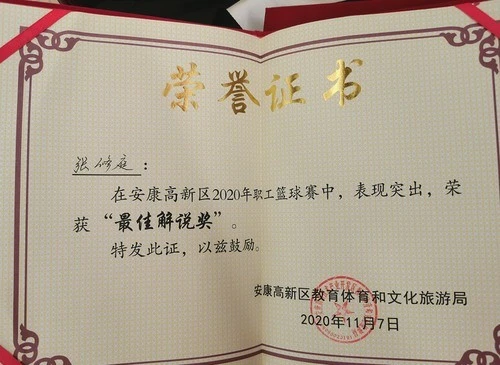 荣誉证书
张修庭：
在安康高新区2020年职工篮球赛中，表现突出，荣
获“最佳解说奖”。
特发此证，以兹鼓励。
安康高新区教育体育和文化旅游局
2020年11月7日